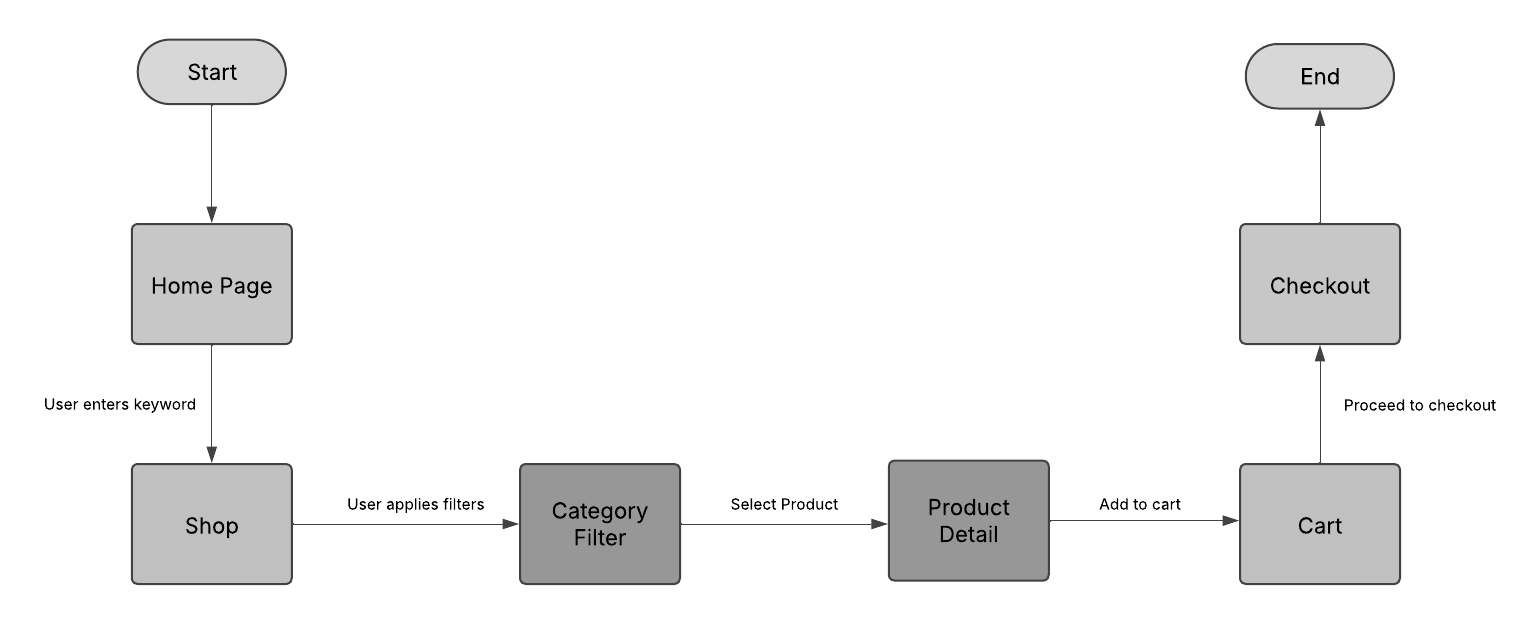 Start
End
Home Page
Checkout
User enters keyword
Proceed to checkout
Shop
User applies filters
Category
Filter
Select Product
Product
Detail
Add to cart
Cart